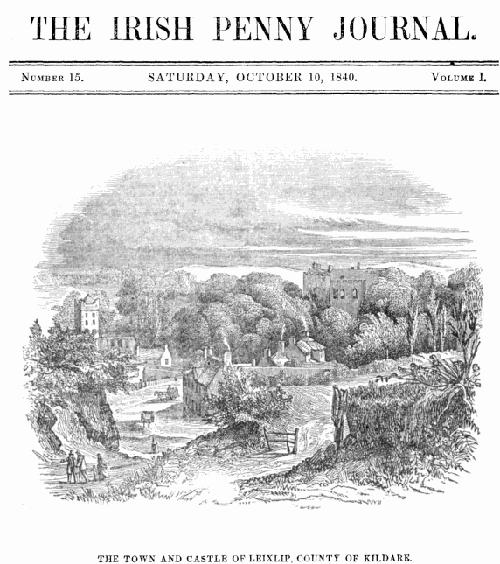 THE IRISH PENNY JOURNAL.
NUMBER 15. SATURDAY, OCTOBER 10, 1840. VOLUME I.
THE TOWN AND CASTLE OF LEIXLIP, COUNTY OF KILDARE.